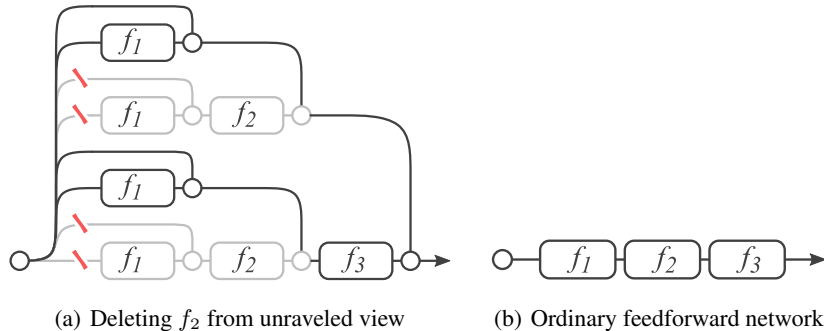 f1
f1 f2
f1
f1 f2 f3
f1 f2 f3
(a) Deleting f2 from unraveled view
(b) Ordinary feedforward network